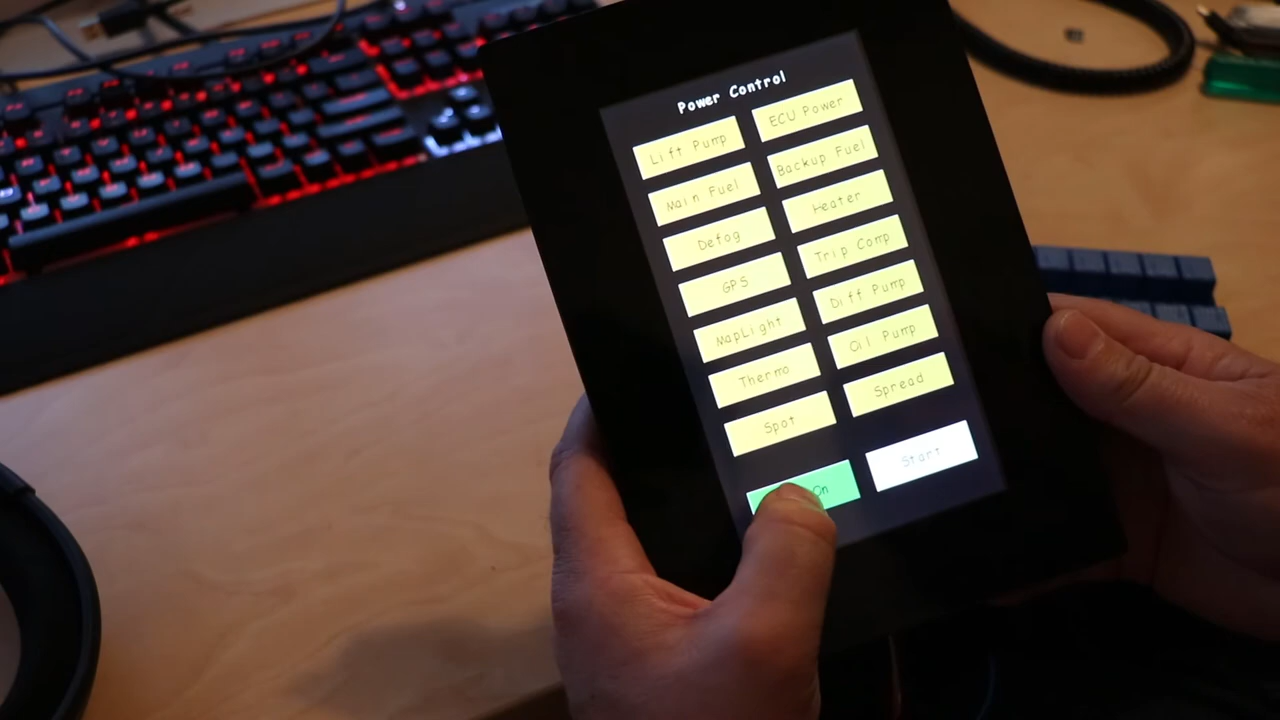 Power Control
Lift Pump
ECU Power
Main Fuel
Backup Fuel
Defog
Heater
GPS
Trip Comp
MapLight
Diff Pump
Thermo
Oil Pump
Spot
Spread
On
Start